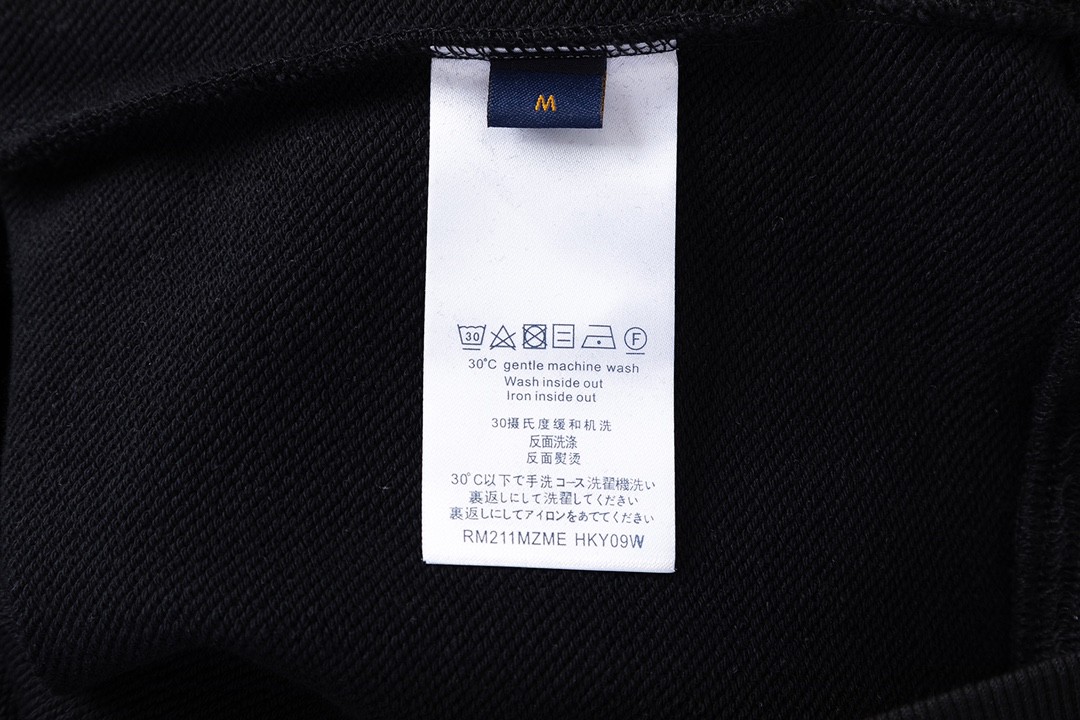 M
30
F
30°C gentle machine wash
Wash inside out
Iron inside out
30摄氏度缓和机洗
反面洗涤
反面熨烫
30°C以下で手洗コース洗濯機洗い
裏返しにして洗濯してください
裏返しにしてアイロンをあててください
RM211MZME HKY09W